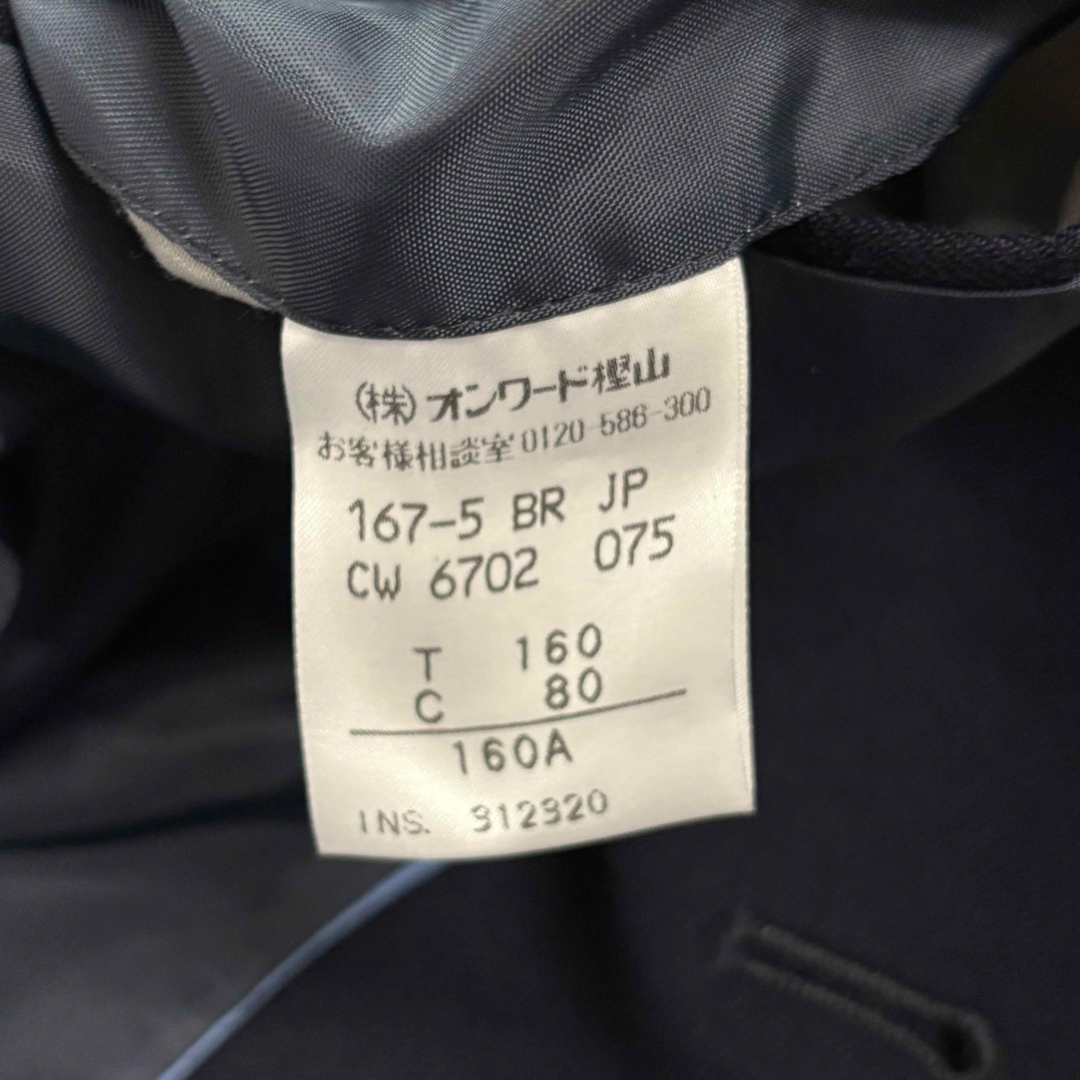 (株)オンワード樫山
お客様相談室0120-586-300
167-5 BR JP
CW 6702 075
T 160
C 80
160A
INS. 312320